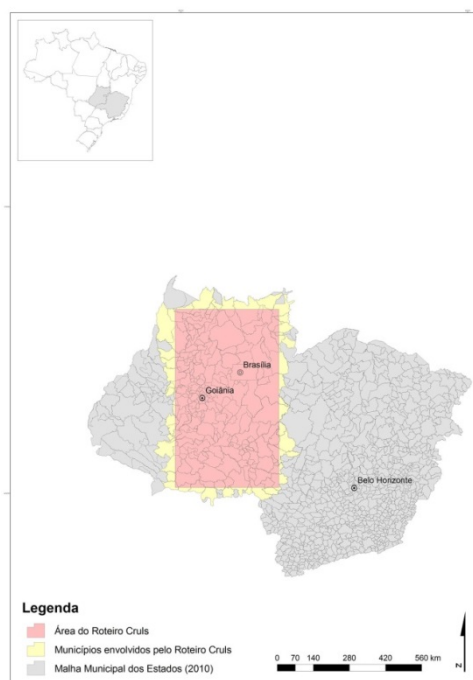 Brasília
Goiânia
Belo Horizonte
Legenda
Área do Roteiro Cruls
Municípios envolvidos pelo Roteiro Cruls
Malha Municipal dos Estados (2010)
0 70 140 280 420 560 km
N